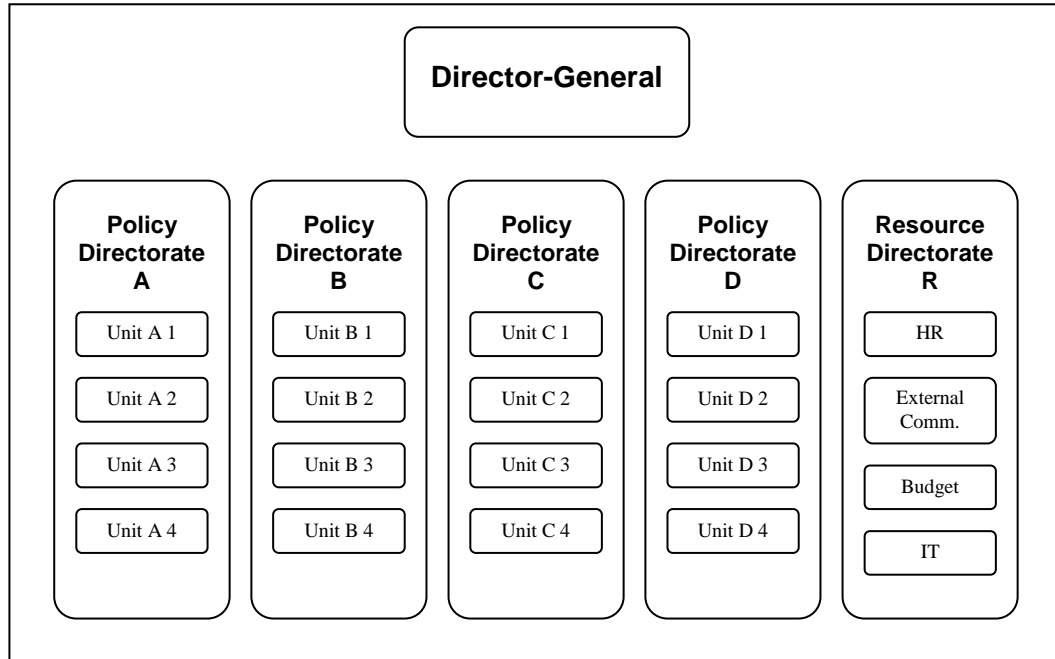 Director-General
Policy
Directorate
A
Unit A 1
Unit A 2
Unit A 3
Unit A 4
Policy
Directorate
B
Unit B 1
Unit B 2
Unit B 3
Unit B 4
Policy
Directorate
C
Unit C 1
Unit C 2
Unit C 3
Unit C 4
Policy
Directorate
D
Unit D 1
Unit D 2
Unit D 3
Unit D 4
Resource
Directorate
R
HR
External
Comm.
Budget
IT